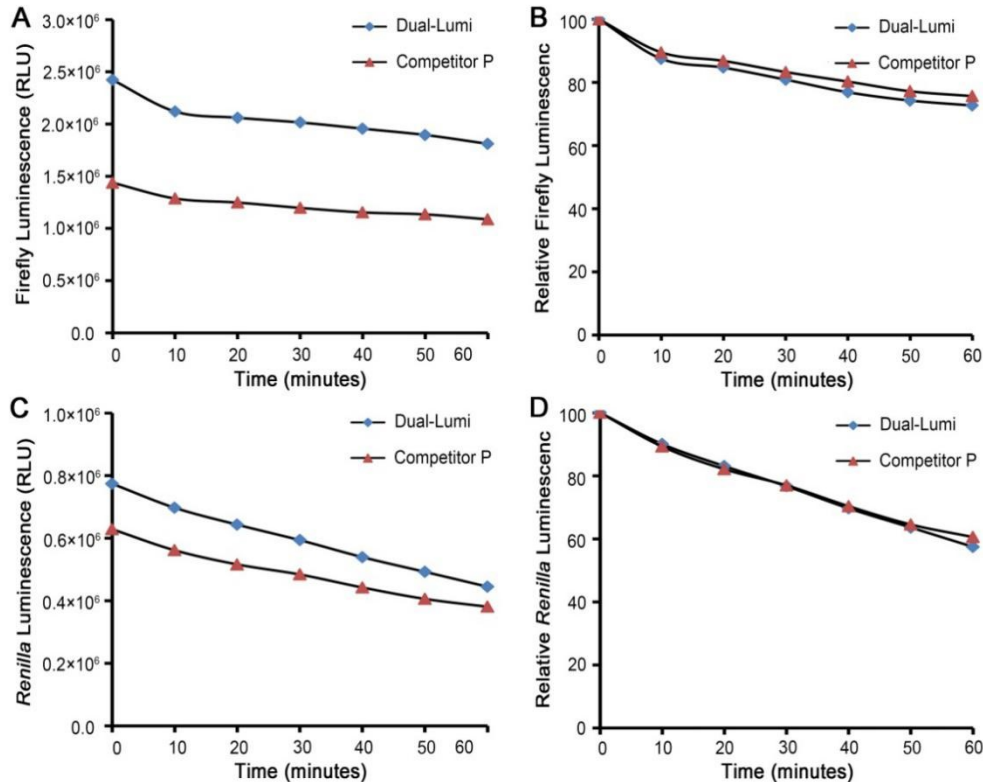 A
Firefly Luminescence (RLU)
3.0×10⁶
2.5×10⁶
2.0×10⁶
1.5×10⁶
1.0×10⁶
0.5×10⁶
0.0
Dual-Lumi
Competitor P
0 10 20 30 40 50 60
Time (minutes)
B
Relative Firefly Luminescenc
100
80
60
40
20
0
Dual-Lumi
Competitor P
0 10 20 30 40 50 60
Time (minutes)
C
Renilla Luminescence (RLU)
1.0×10⁶
0.8×10⁶
0.6×10⁶
0.4×10⁶
0.2×10⁶
0.0
Dual-Lumi
Competitor P
0 10 20 30 40 50 60
Time (minutes)
D
Relative Renilla Luminescenc
100
80
60
40
20
0
Dual-Lumi
Competitor P
0 10 20 30 40 50 60
Time (minutes)